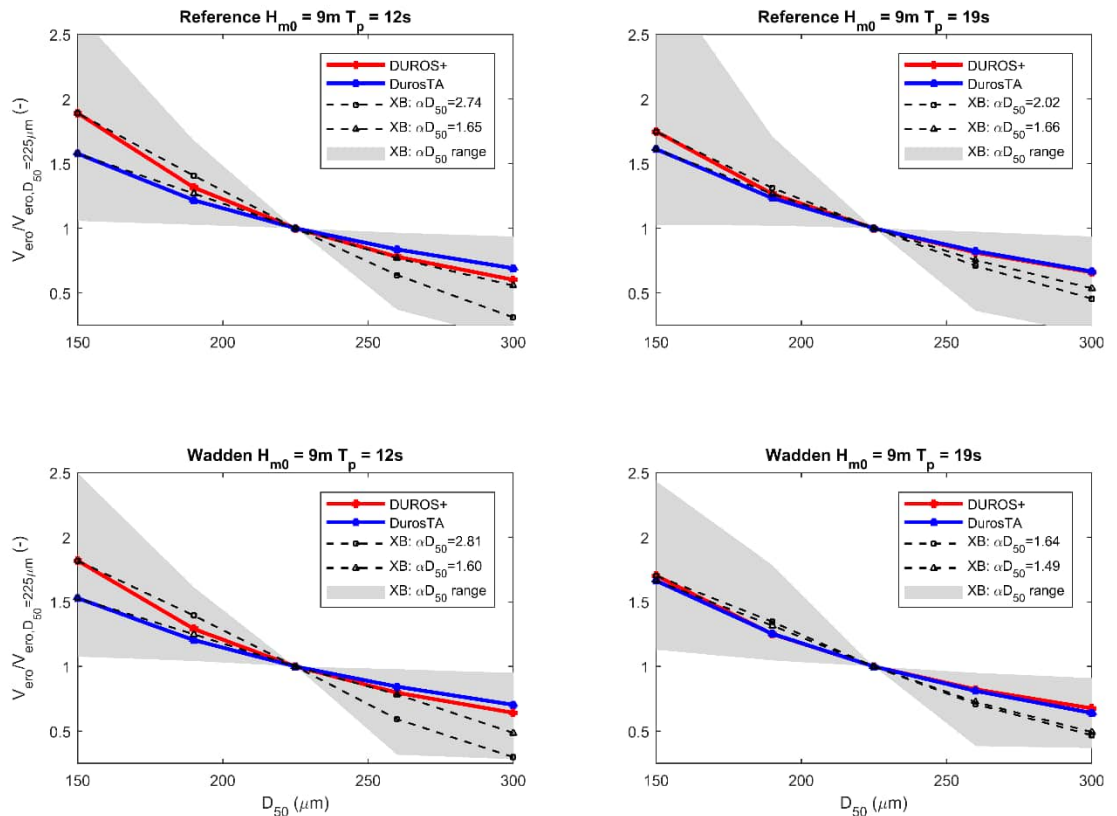 Reference H_m0 = 9m T_p = 12s
2.5
2
1.5
1
0.5
V_ero/V_ero,D_50=225μm (-)
DUROS+
DurosTA
XB: αD_50=2.74
XB: αD_50=1.65
XB: αD_50 range
150 200 250 300
Reference H_m0 = 9m T_p = 19s
2.5
2
1.5
1
0.5
DUROS+
DurosTA
XB: αD_50=2.02
XB: αD_50=1.66
XB: αD_50 range
150 200 250 300
Wadden H_m0 = 9m T_p = 12s
2.5
2
1.5
1
0.5
V_ero/V_ero,D_50=225μm (-)
DUROS+
DurosTA
XB: αD_50=2.81
XB: αD_50=1.60
XB: αD_50 range
150 200 250 300
D_50 (μm)
Wadden H_m0 = 9m T_p = 19s
2.5
2
1.5
1
0.5
DUROS+
DurosTA
XB: αD_50=1.64
XB: αD_50=1.49
XB: αD_50 range
150 200 250 300
D_50 (μm)